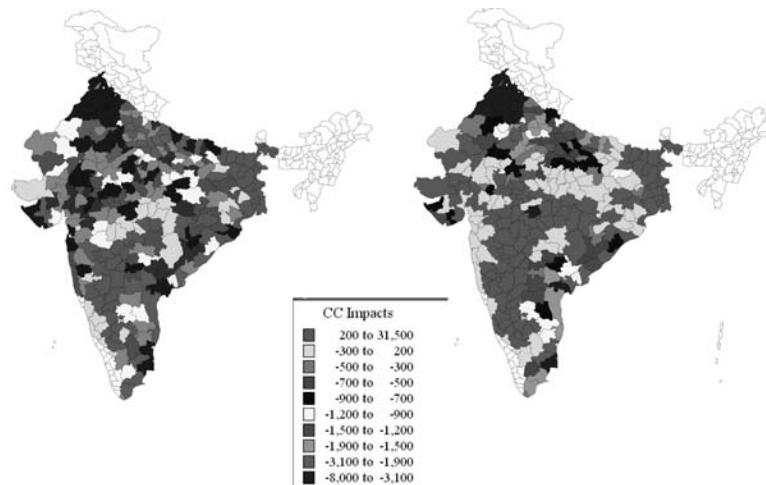 CC Impacts
200 to 31,500
-300 to 200
-500 to -300
-700 to -500
-900 to -700
-1,200 to -900
-1,500 to -1,200
-1,900 to -1,500
-3,100 to -1,900
-8,000 to -3,100